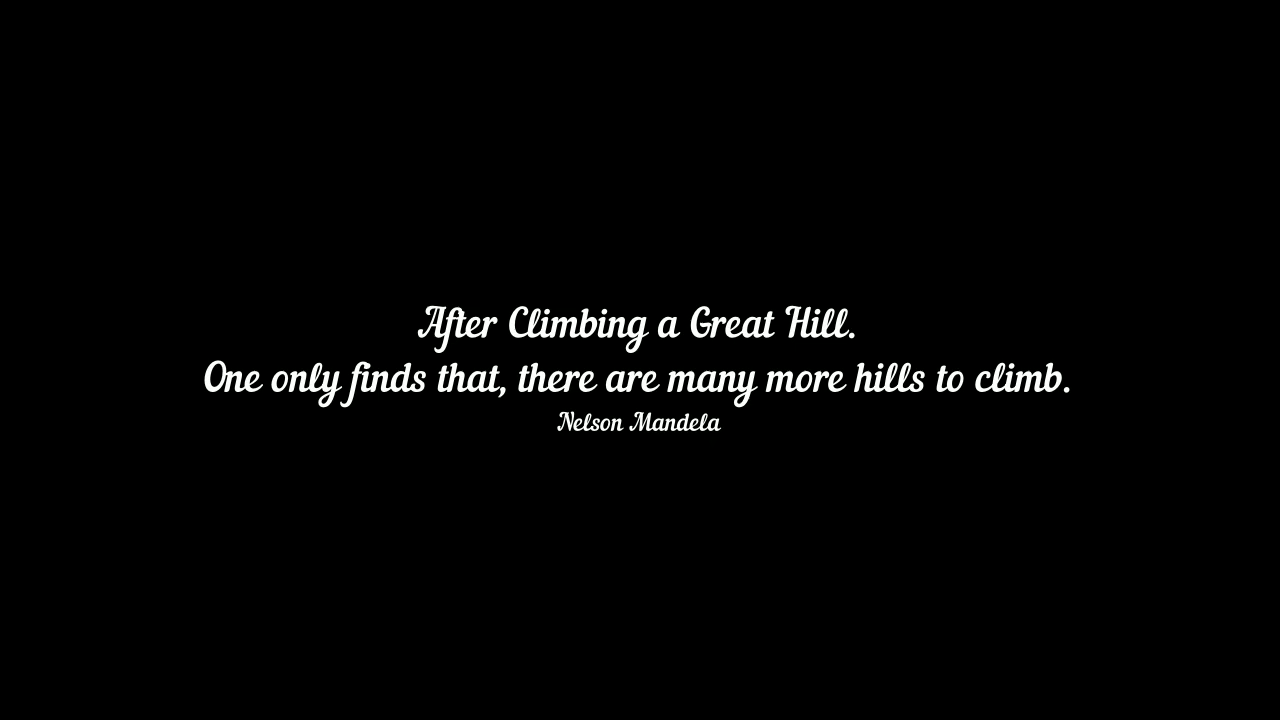 After Climbing a Great Hill.
One only finds that, there are many more hills to climb.
Nelson Mandela